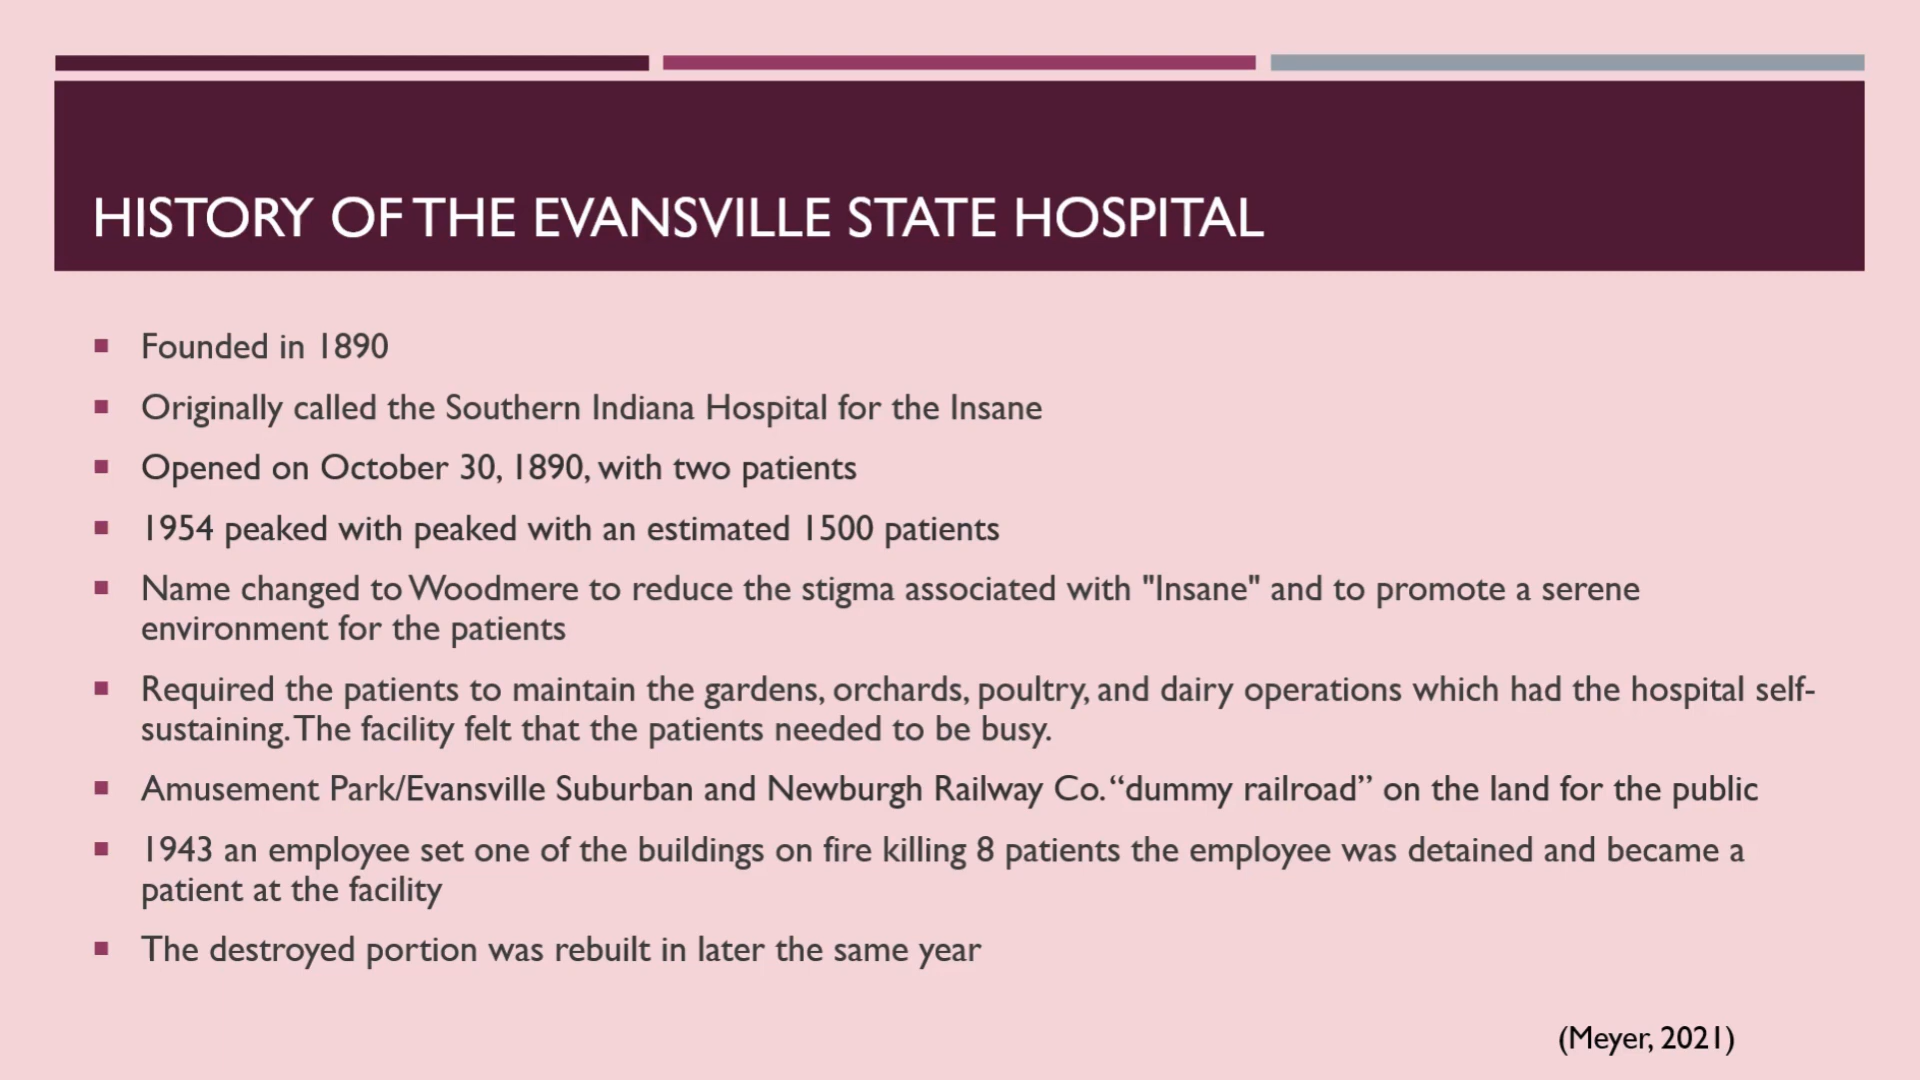 HISTORY OF THE EVANSVILLE STATE HOSPITAL
Founded in 1890
Originally called the Southern Indiana Hospital for the Insane
Opened on October 30, 1890, with two patients
1954 peaked with peaked with an estimated 1500 patients
Name changed to Woodmere to reduce the stigma associated with "Insane" and to promote a serene
environment for the patients
Required the patients to maintain the gardens, orchards, poultry, and dairy operations which had the hospital self-
sustaining. The facility felt that the patients needed to be busy.
Amusement Park/Evansville Suburban and Newburgh Railway Co. “dummy railroad” on the land for the public
1943 an employee set one of the buildings on fire killing 8 patients the employee was detained and became a
patient at the facility
The destroyed portion was rebuilt in later the same year
(Meyer, 2021)